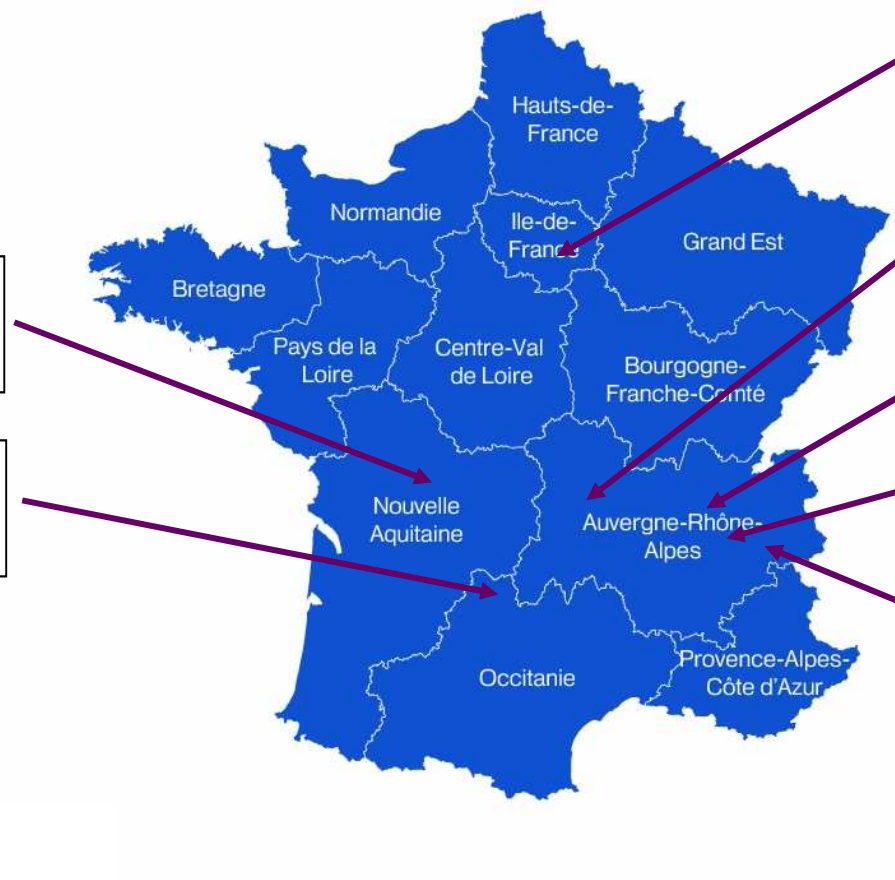 Hauts-de-
France
Normandie
Ile-de-
France
Grand Est
Bretagne
Pays de la
Loire
Centre-Val
de Loire
Bourgogne-
Franche-Comté
Nouvelle
Aquitaine
Auvergne-Rhône-
Alpes
Occitanie
Provence-Alpes-
Côte d'Azur